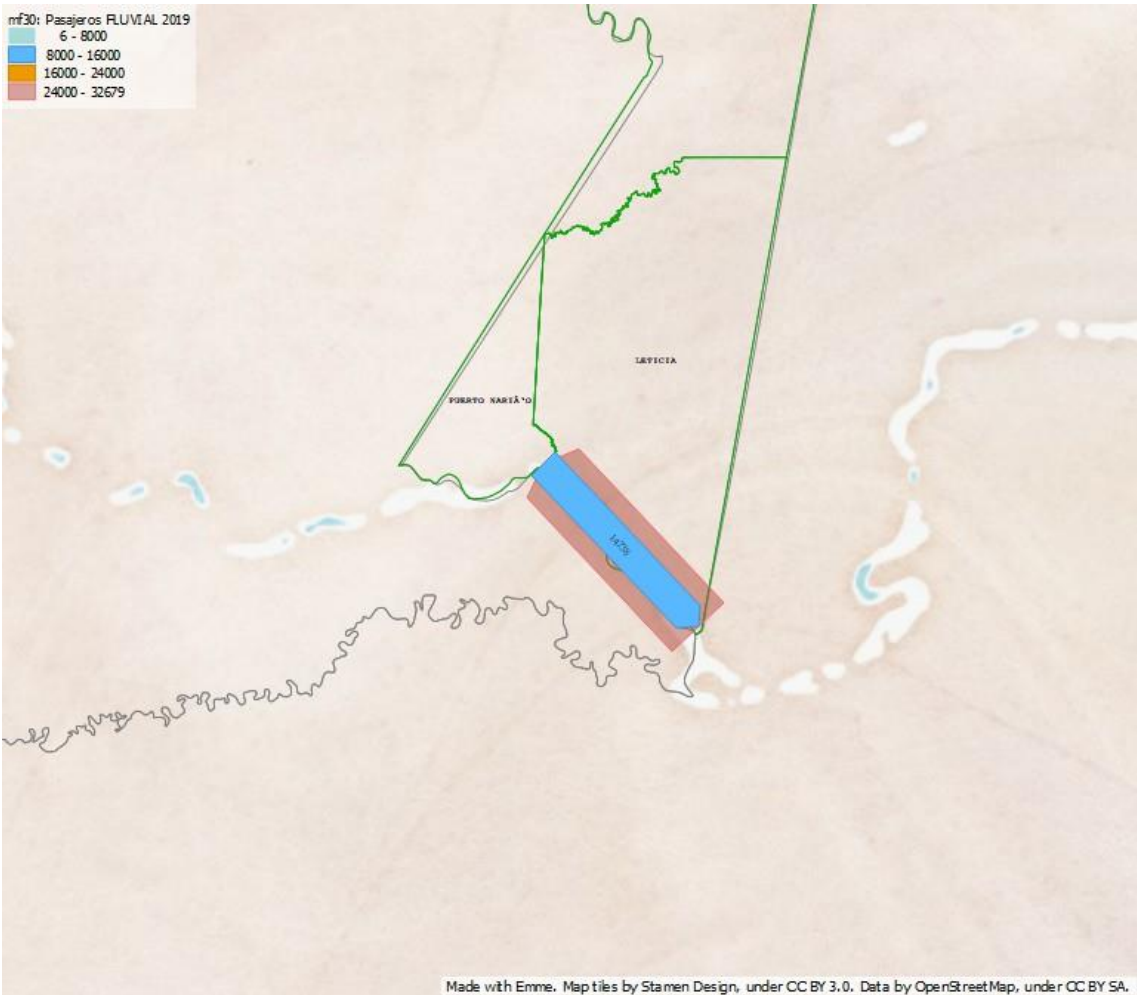 mf30: Pasajeros FLUVIAL 2019
6 - 8000
8000 - 16000
16000 - 24000
24000 - 32679
LETICIA
PUERTO NARIÂ'O
Made with Emme. Map tiles by Stamen Design, under CC BY 3.0. Data by OpenStreetMap, under CC BY SA.